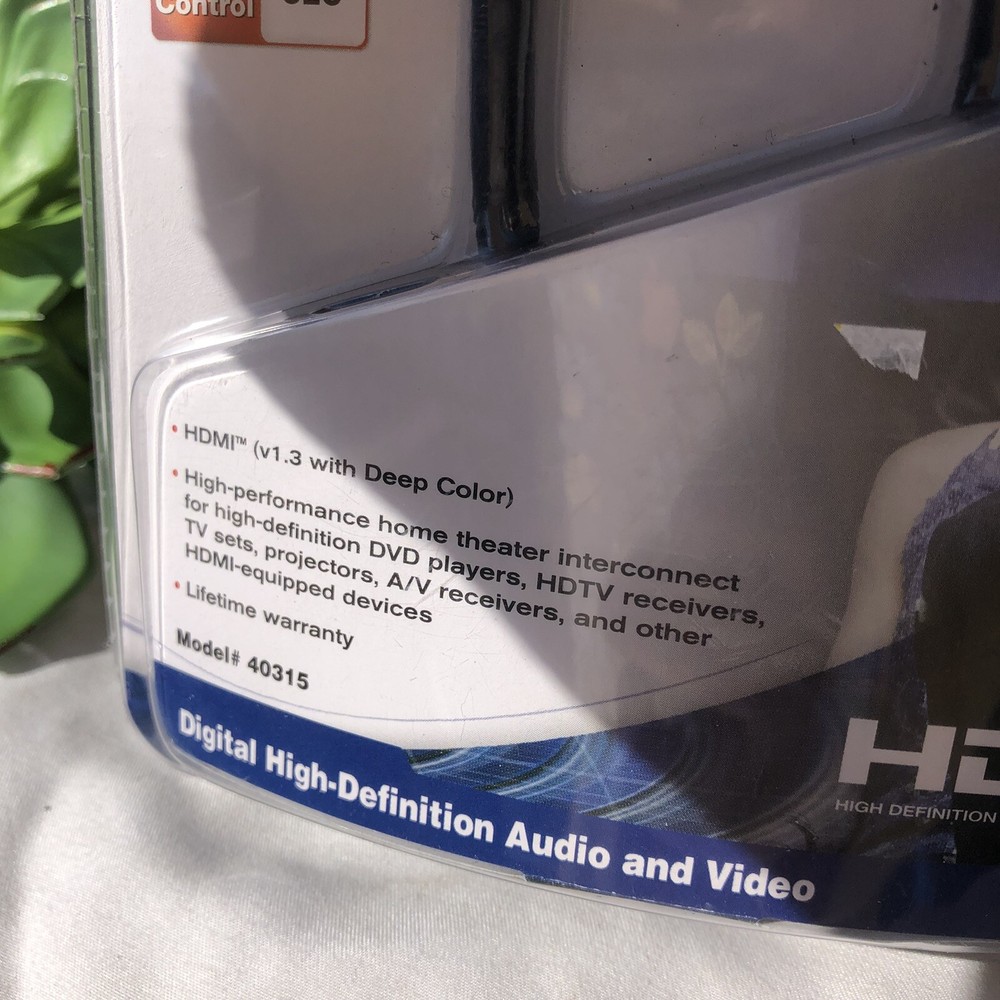 Control
• HDMI™ (v1.3 with Deep Color)
• High-performance home theater interconnect
for high-definition DVD players, HDTV receivers,
TV sets, projectors, A/V receivers, and other
HDMI-equipped devices
• Lifetime warranty
Model# 40315
Digital High-Definition Audio and Video
HD
HIGH DEFINITION